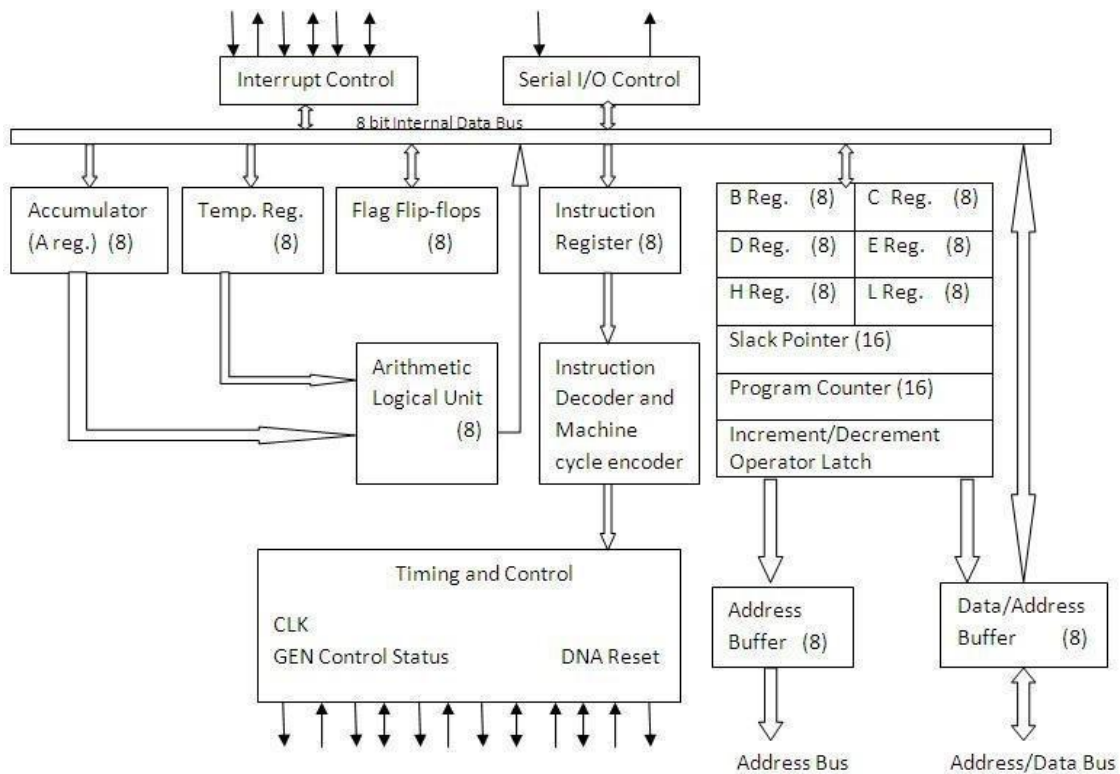 Interrupt Control
Serial I/O Control
8 bit Internal Data Bus
Accumulator
(A reg.) (8)
Temp. Reg.
(8)
Flag Flip-flops
(8)
Instruction
Register (8)
B Reg. (8)
C Reg. (8)
D Reg. (8)
E Reg. (8)
H Reg. (8)
L Reg. (8)
Slack Pointer (16)
Program Counter (16)
Increment/Decrement
Operator Latch
Arithmetic
Logical Unit
(8)
Instruction
Decoder and
Machine
cycle encoder
Timing and Control
CLK
GEN Control Status
DNA Reset
Address
Buffer (8)
Data/Address
Buffer (8)
Address Bus
Address/Data Bus